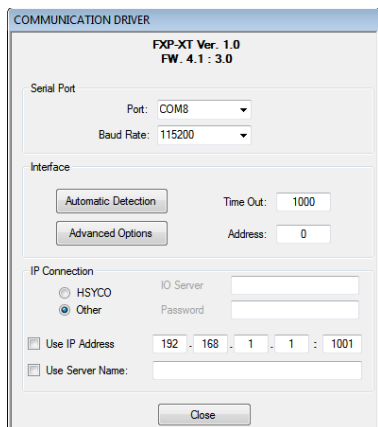 COMMUNICATION DRIVER
FXP-XT Ver. 1.0
FW. 4.1 : 3.0
Serial Port
Port: COM8
Baud Rate: 115200
Interface
Automatic Detection Time Out: 1000
Advanced Options Address: 0
IP Connection
HSYCO IO Server
Other Password
Use IP Address 192 . 168 . 1 . 1 : 1001
Use Server Name:
Close